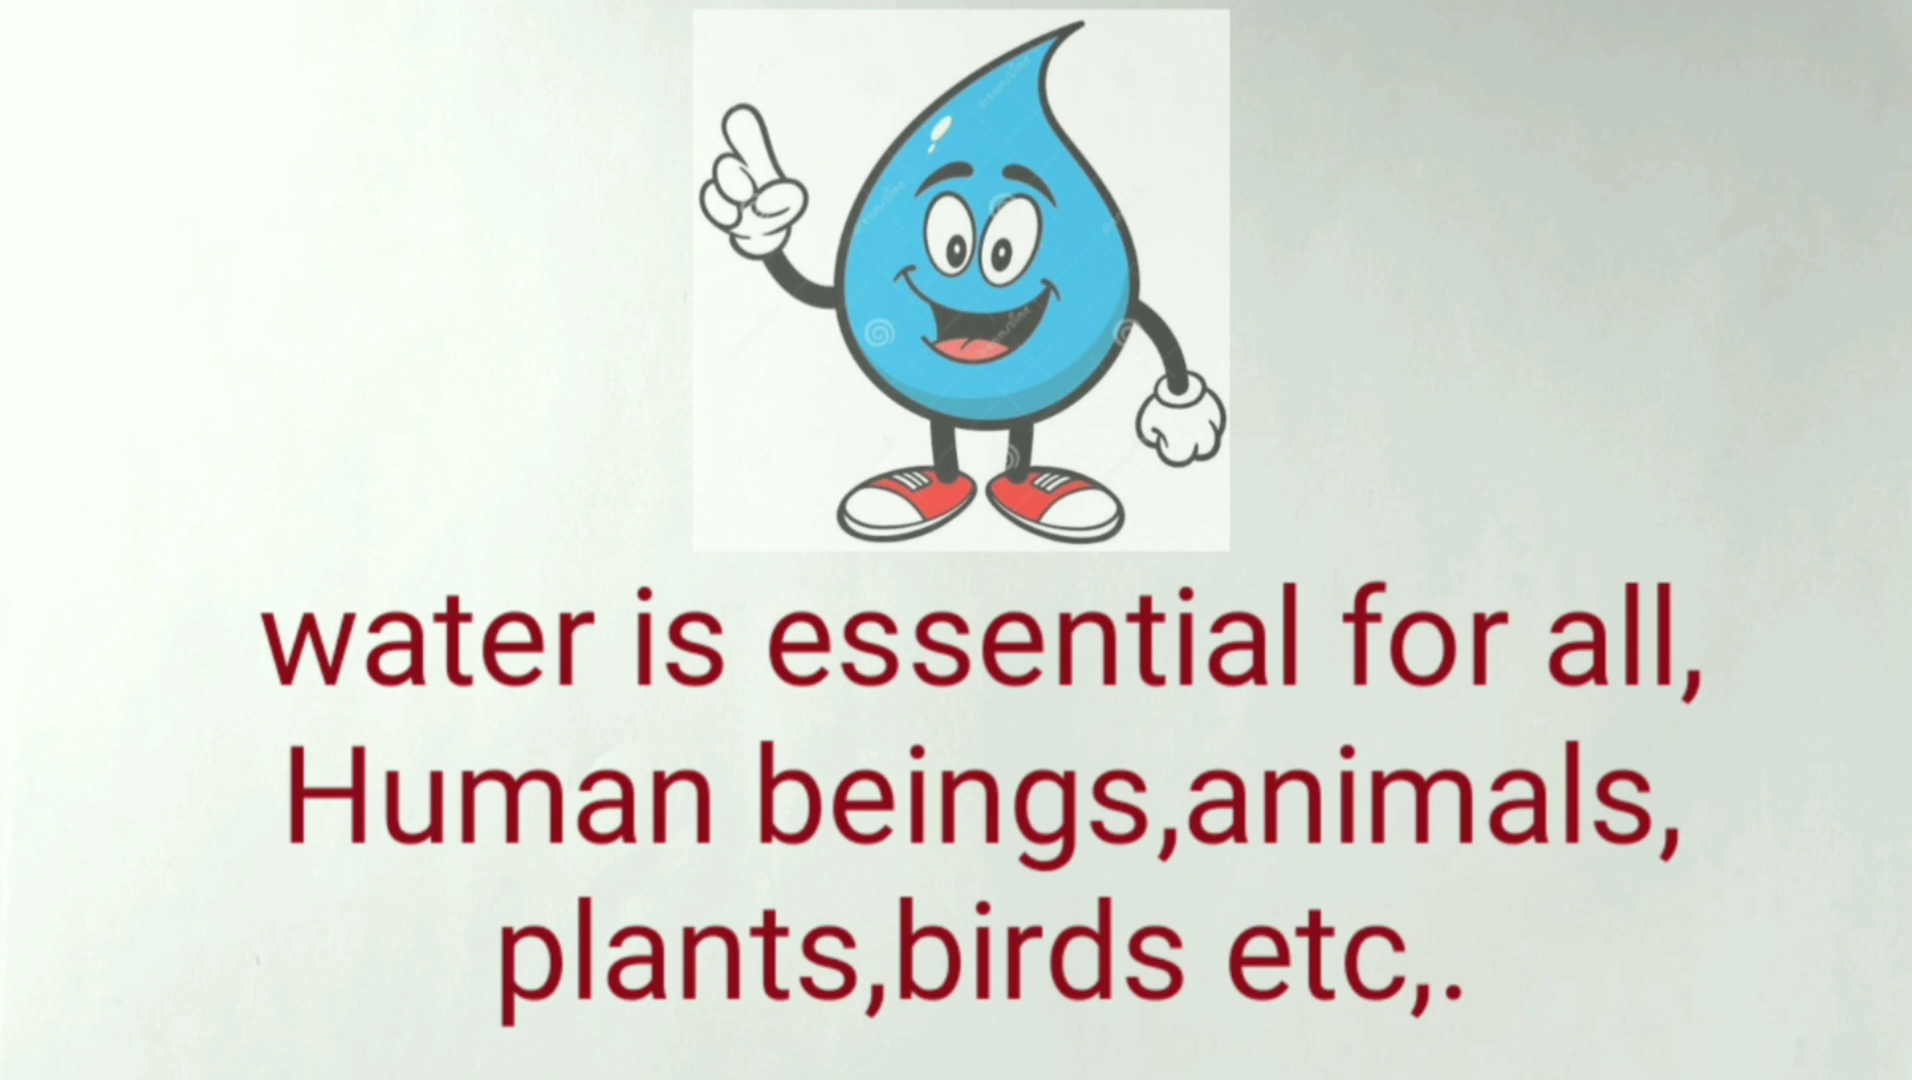 water is essential for all,
Human beings,animals,
plants,birds etc,.